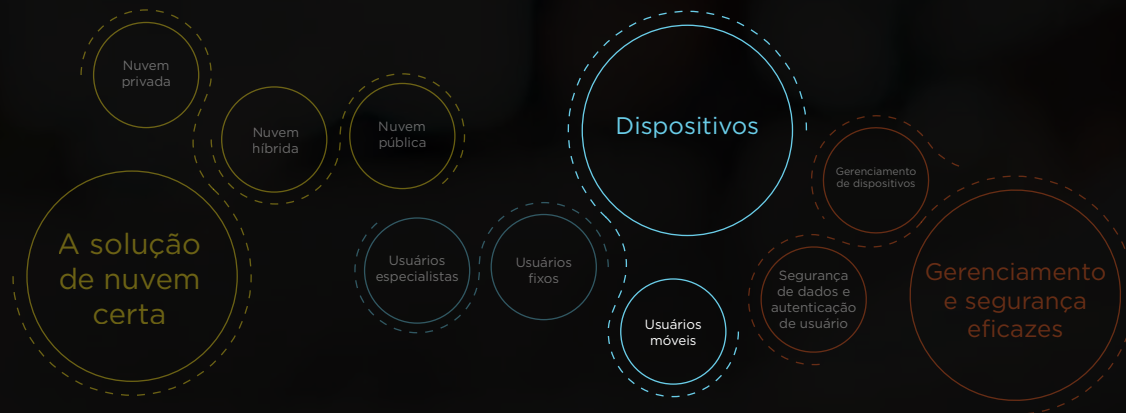 Nuvem
privada
Nuvem
híbrida
Nuvem
pública
A solução
de nuvem
certa
Usuários
especialistas
Usuários
fixos
Dispositivos
Usuários
móveis
Gerenciamento
de dispositivos
Segurança
de dados e
autenticação
de usuário
Gerenciamento
e segurança
eficazes